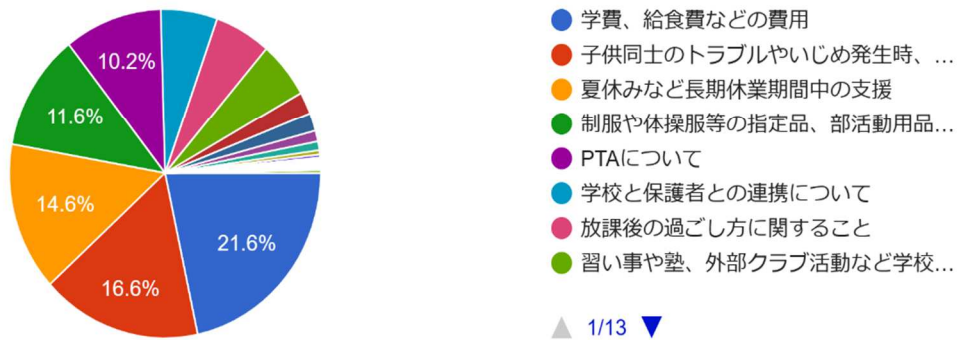 10.2%
11.6%
14.6%
16.6%
21.6%
学費、給食費などの費用
子供同士のトラブルやいじめ発生時、...
夏休みなど長期休業期間中の支援
制服や体操服等の指定品、部活動用品...
PTAについて
学校と保護者との連携について
放課後の過ごし方に関すること
習い事や塾、外部クラブ活動など学校...
1/13